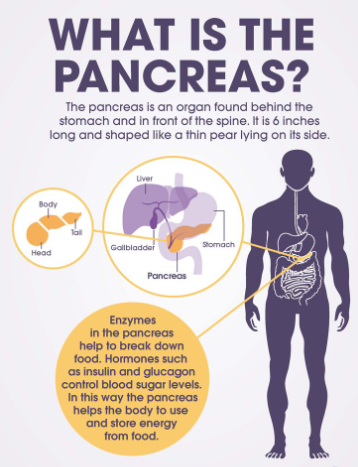 WHAT IS THE
PANCREAS?
The pancreas is an organ found behind the
stomach and in front of the spine. It is 6 inches
long and shaped like a thin pear lying on its side.
Liver
Body
Tail
Head
Gallbladder
Stomach
Pancreas
Enzymes
in the pancreas
help to break down
food. Hormones such
as insulin and glucagon
control blood sugar levels.
In this way the pancreas
helps the body to use
and store energy
from food.